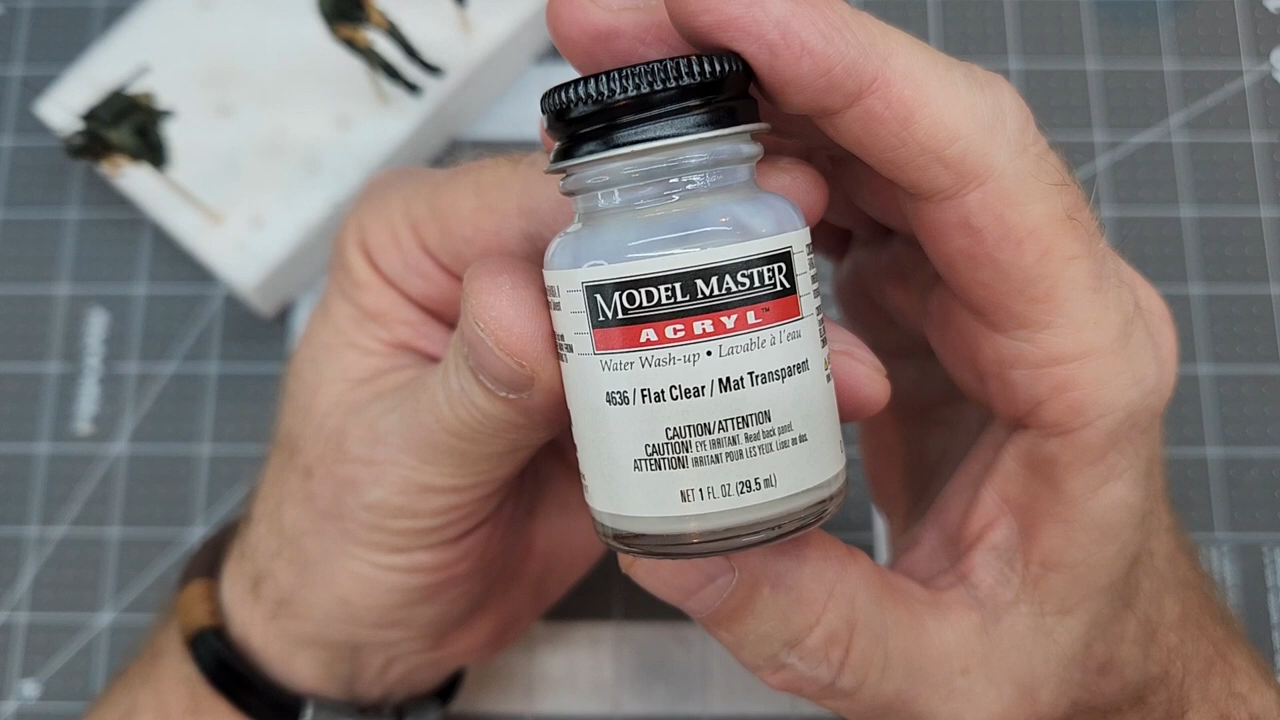 MODEL MASTER
ACRYL™
Water Wash-up • Lavable à l'eau
4636 / Flat Clear / Mat Transparent
CAUTION/ATTENTION
CAUTION! EYE IRRITANT. Read back panel.
ATTENTION! IRRITANT POUR LES YEUX. Lisez au dos.
NET 1 FL. OZ. (29.5 mL)